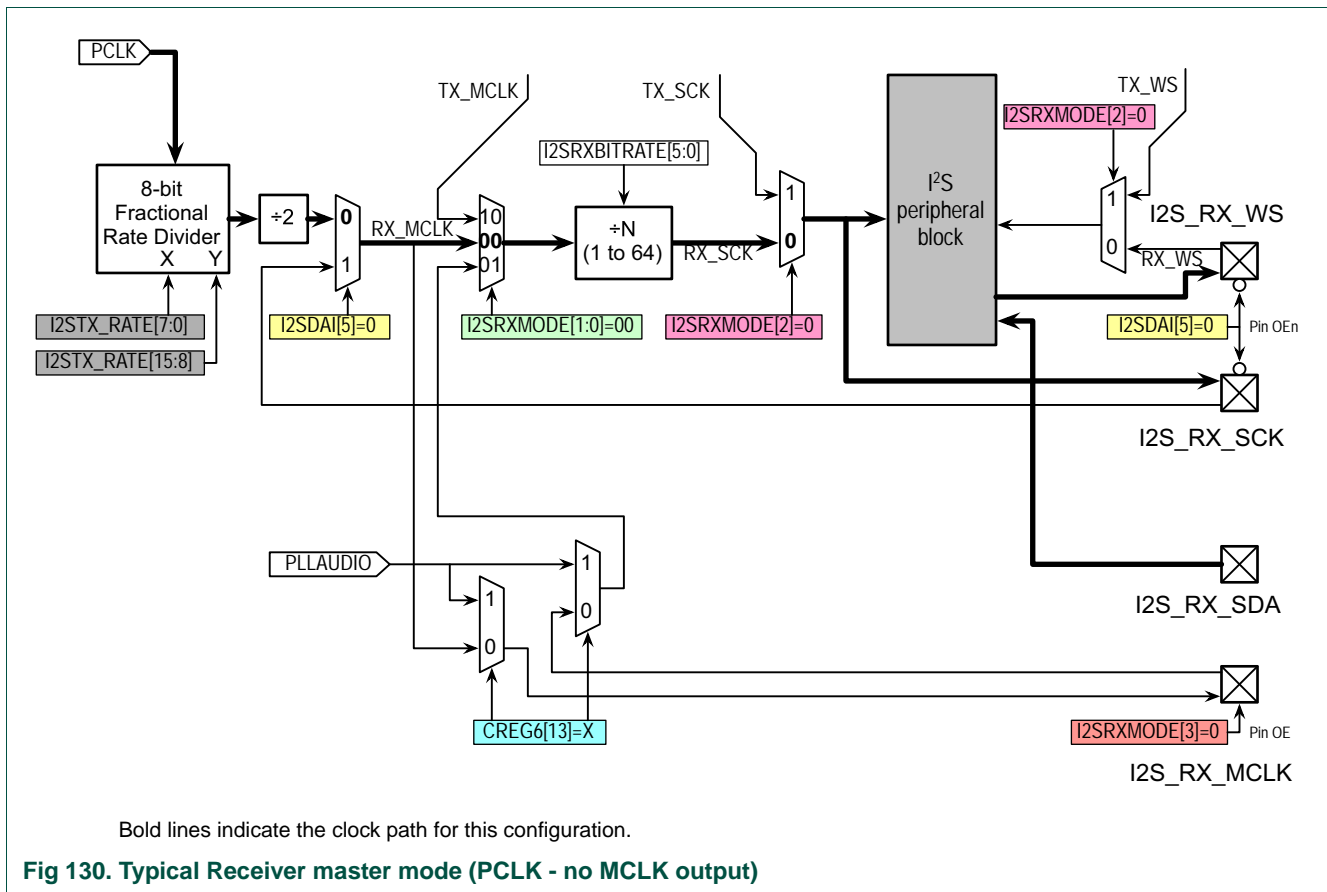 PCLK
TX_MCLK
TX_SCK
TX_WS
I2SRXMODE[2]=0
I2SRXBITRATE[5:0]
8-bit
Fractional
Rate Divider
X Y
÷2
0
1
RX_MCLK
10
00
01
÷N
(1 to 64)
RX_SCK
1
0
I²S
peripheral
block
1
0
I2S_RX_WS
RX_WS
I2STX_RATE[7:0]
I2STX_RATE[15:8]
I2SDAI[5]=0
I2SRXMODE[1:0]=00
I2SRXMODE[2]=0
I2SDAI[5]=0
Pin OEn
I2S_RX_SCK
PLLAUDIO
1
0
1
0
I2S_RX_SDA
CREG6[13]=X
I2SRXMODE[3]=0
Pin OE
I2S_RX_MCLK
Bold lines indicate the clock path for this configuration.
Fig 130. Typical Receiver master mode (PCLK - no MCLK output)